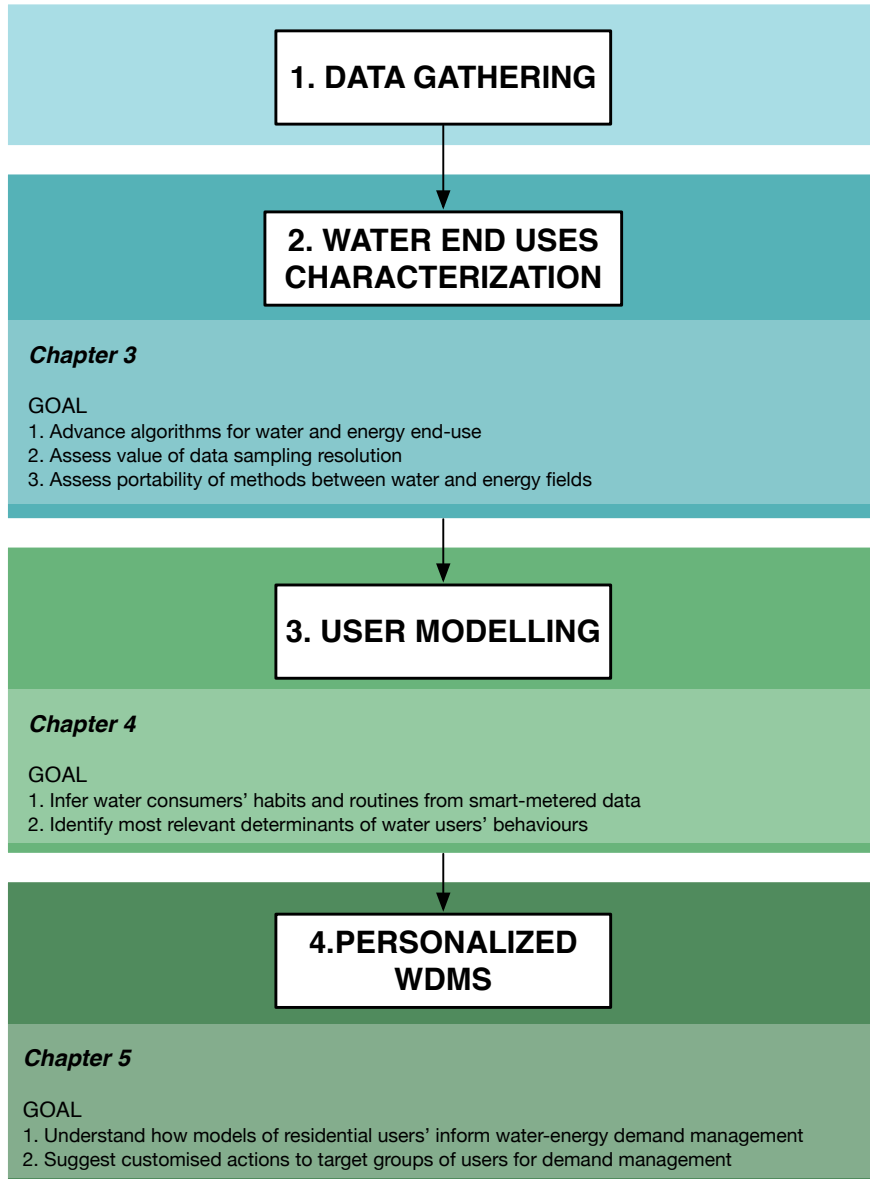 1. DATA GATHERING
2. WATER END USES
CHARACTERIZATION
Chapter 3
GOAL
1. Advance algorithms for water and energy end-use
2. Assess value of data sampling resolution
3. Assess portability of methods between water and energy fields
3. USER MODELLING
Chapter 4
GOAL
1. Infer water consumers’ habits and routines from smart-metered data
2. Identify most relevant determinants of water users’ behaviours
4.PERSONALIZED
WDMS
Chapter 5
GOAL
1. Understand how models of residential users’ inform water-energy demand management
2. Suggest customised actions to target groups of users for demand management